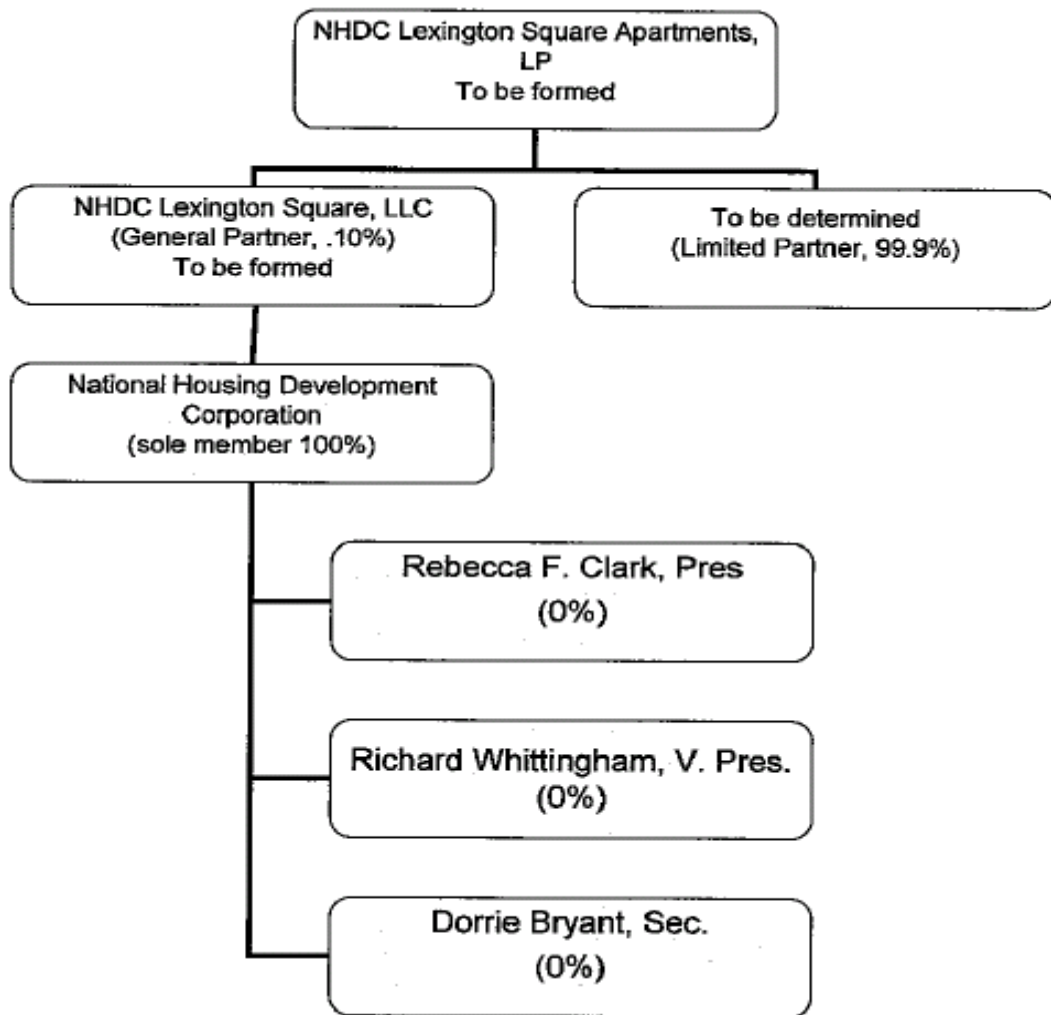 NHDC Lexington Square Apartments,
LP
To be formed
NHDC Lexington Square, LLC
(General Partner, .10%)
To be formed
To be determined
(Limited Partner, 99.9%)
National Housing Development
Corporation
(sole member 100%)
Rebecca F. Clark, Pres
(0%)
Richard Whittingham, V. Pres.
(0%)
Dorrie Bryant, Sec.
(0%)